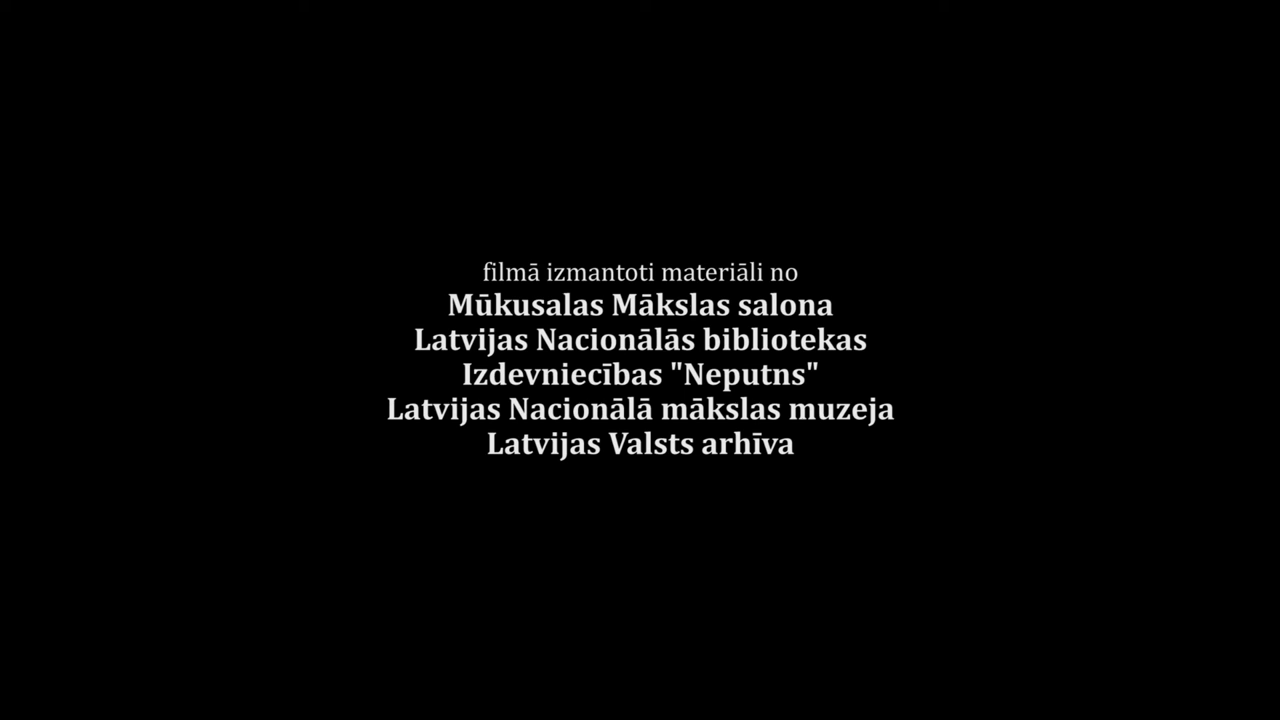 filmā izmantoti materiāli no
Mūkusalas Mākslas salona
Latvijas Nacionālās bibliotekas
Izdevniecības "Neputns"
Latvijas Nacionālā mākslas muzeja
Latvijas Valsts arhīva